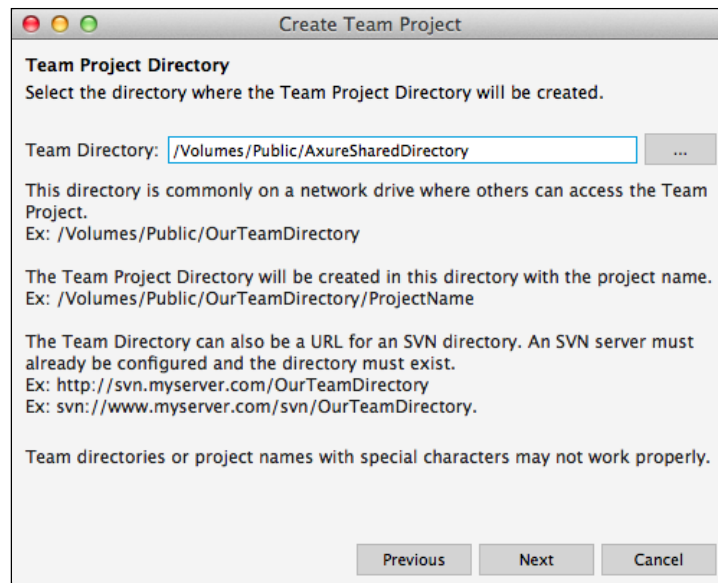 Create Team Project
Team Project Directory
Select the directory where the Team Project Directory will be created.
Team Directory: /Volumes/Public/AxureSharedDirectory ...
This directory is commonly on a network drive where others can access the Team
Project.
Ex: /Volumes/Public/OurTeamDirectory
The Team Project Directory will be created in this directory with the project name.
Ex: /Volumes/Public/OurTeamDirectory/ProjectName
The Team Directory can also be a URL for an SVN directory. An SVN server must
already be configured and the directory must exist.
Ex: http://svn.myserver.com/OurTeamDirectory
Ex: svn://www.myserver.com/svn/OurTeamDirectory.
Team directories or project names with special characters may not work properly.
Previous Next Cancel